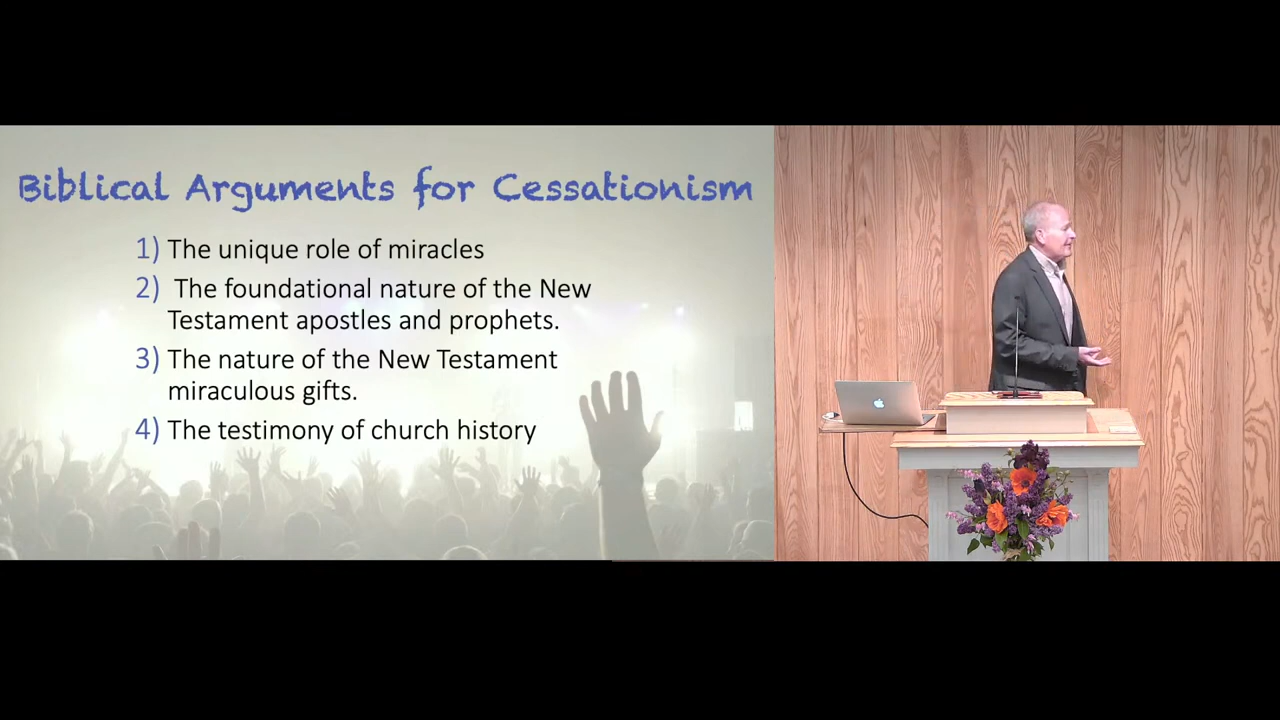 Biblical Arguments for Cessationism
1) The unique role of miracles
2) The foundational nature of the New
Testament apostles and prophets.
3) The nature of the New Testament
miraculous gifts.
4) The testimony of church history